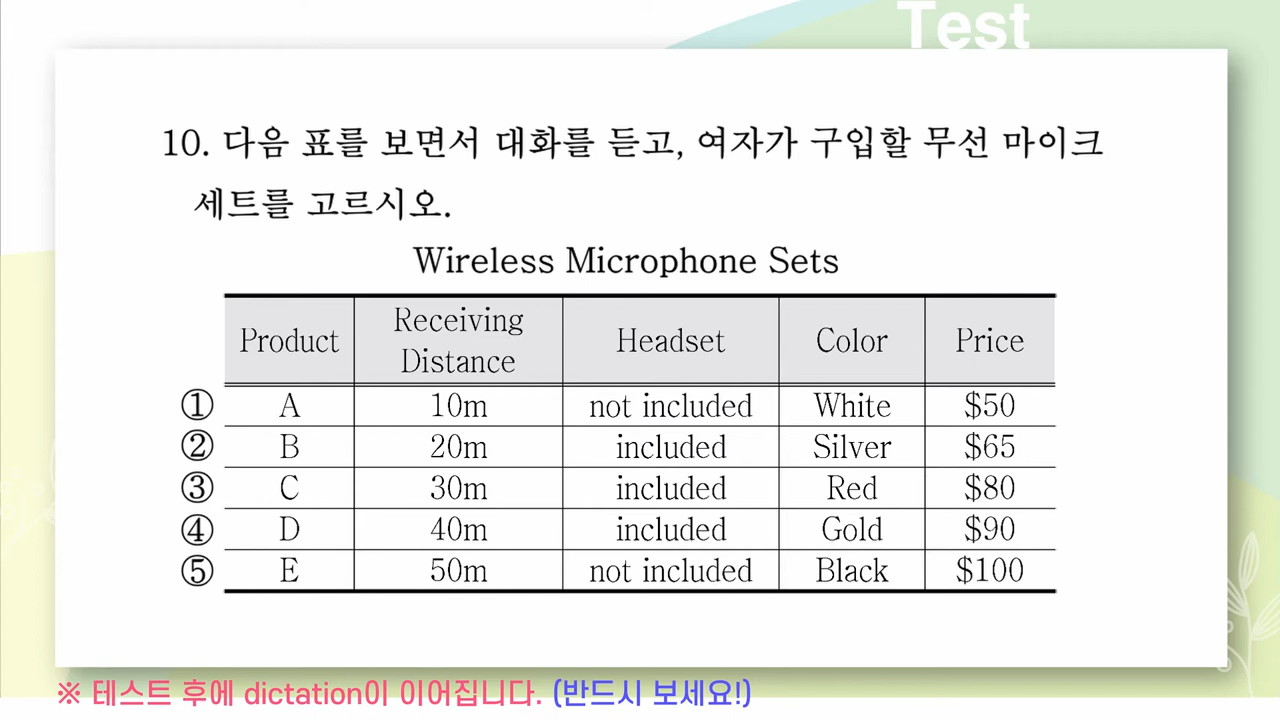 Test
10. 다음 표를 보면서 대화를 듣고, 여자가 구입할 무선 마이크
세트를 고르시오.
Wireless Microphone Sets
Product Receiving Distance Headset Color Price
① A 10m not included White $50
② B 20m included Silver $65
③ C 30m included Red $80
④ D 40m included Gold $90
⑤ E 50m not included Black $100
※ 테스트 후에 dictation이 이어집니다. (반드시 보세요!)